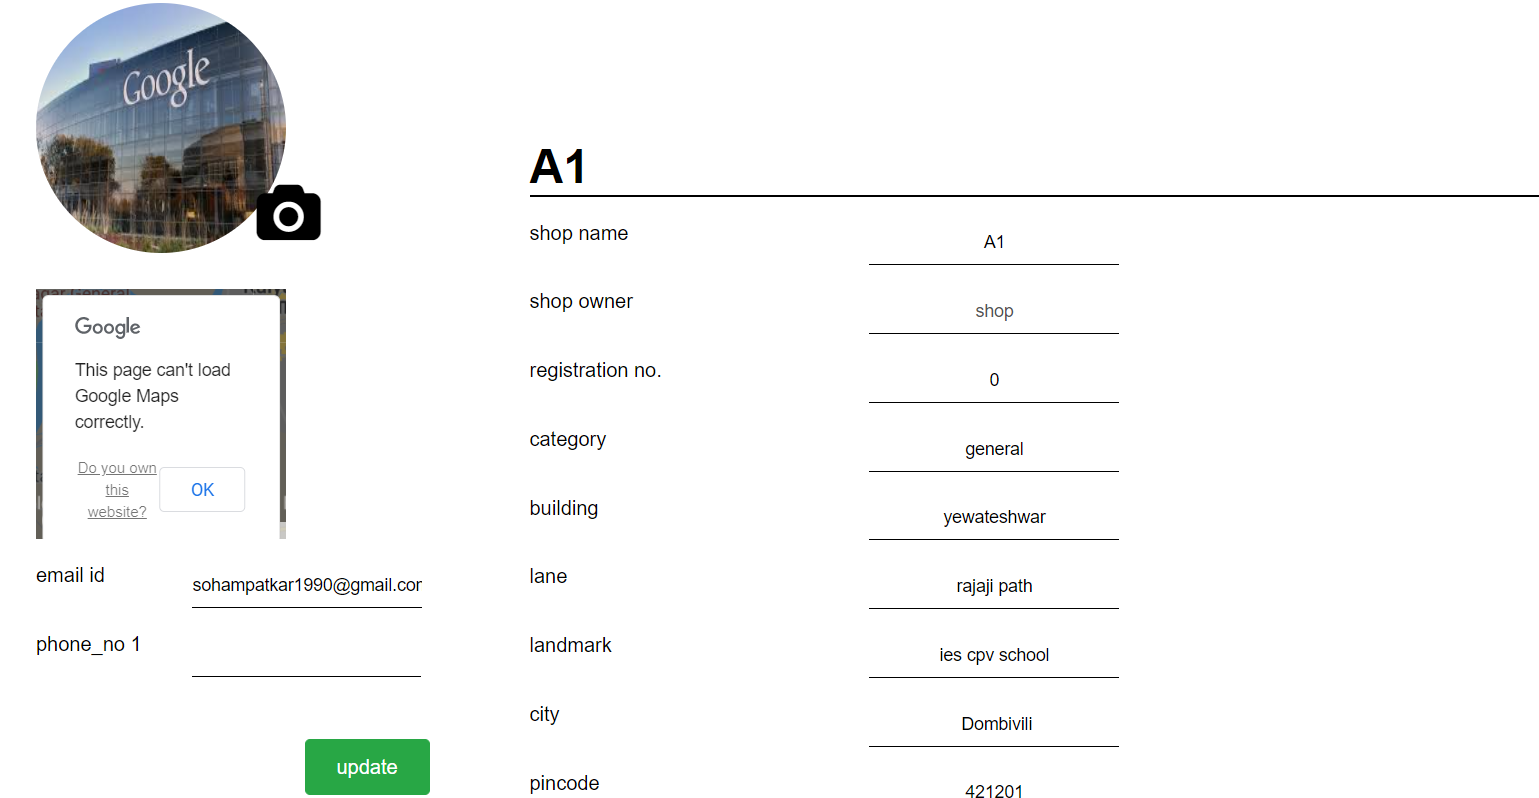 Google
Google
This page can't load
Google Maps
correctly.
Do you own
this
website?
OK
email id
sohampatkar1990@gmail.cor
phone_no 1
update
A1
shop name
A1
shop owner
shop
registration no.
0
category
general
building
yewateshwar
lane
rajaji path
landmark
ies cpv school
city
Dombivili
pincode
421201